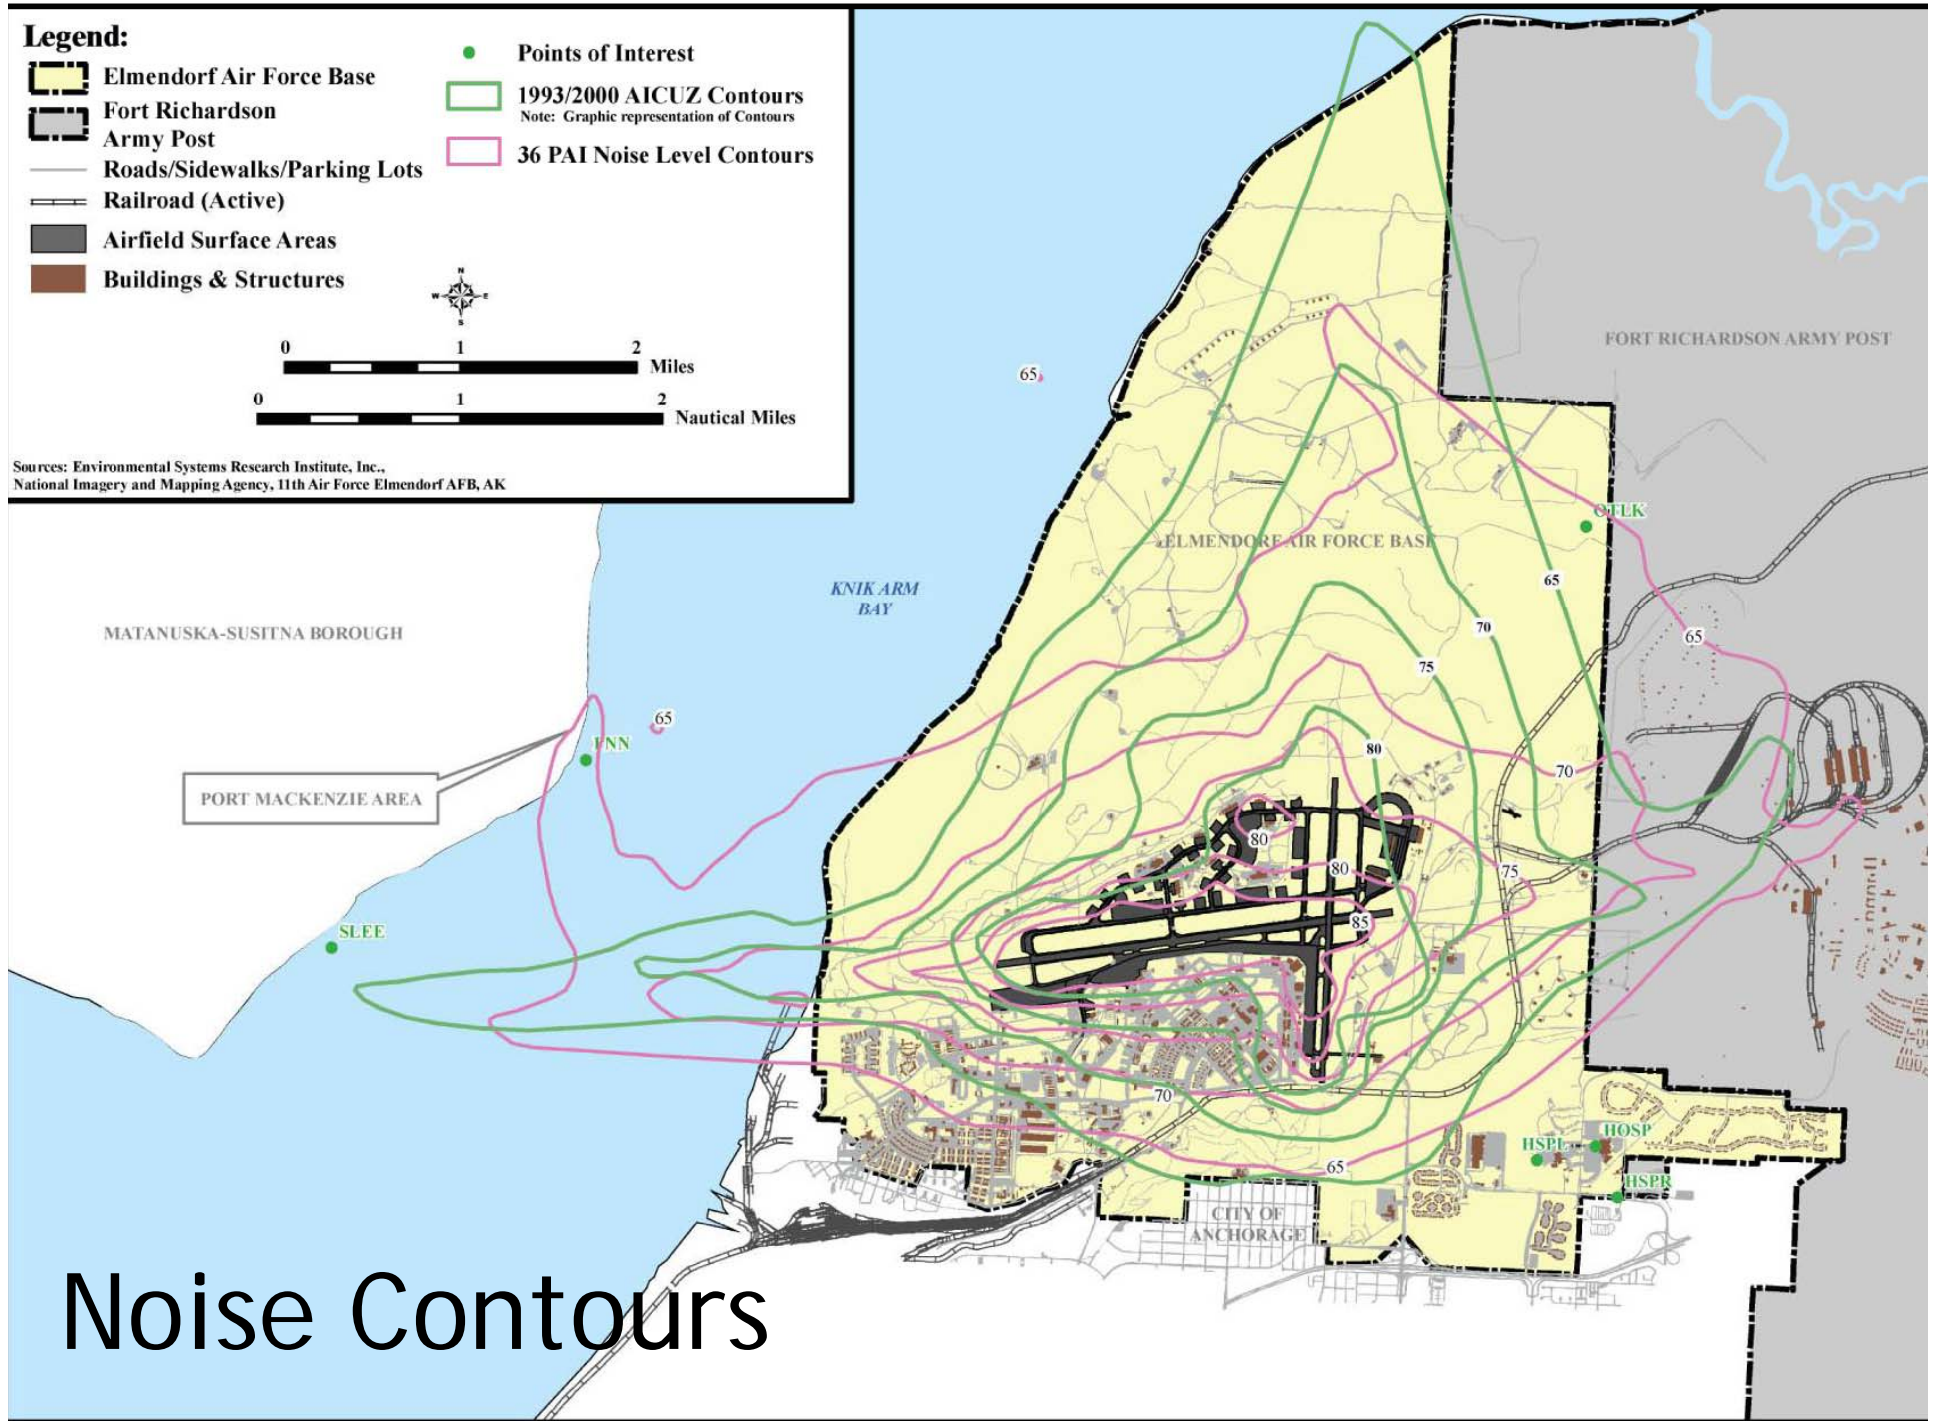 Legend:
Elmendorf Air Force Base
Fort Richardson
Army Post
Roads/Sidewalks/Parking Lots
Railroad (Active)
Airfield Surface Areas
Buildings & Structures
Points of Interest
1993/2000 AICUZ Contours
Note: Graphic representation of Contours
36 PAI Noise Level Contours
N
W E
S
0 1 2
Miles
0 1 2
Nautical Miles
Sources: Environmental Systems Research Institute, Inc.,
National Imagery and Mapping Agency, 11th Air Force Elmendorf AFB, AK
FORT RICHARDSON ARMY POST
65
OTLK
ELMENDORF AIR FORCE BASE
65
KNIK ARM
BAY
MATANUSKA-SUSITNA BOROUGH
70
65
75
65
80
70
PORT MACKENZIE AREA
80
80
75
85
SLEE
70
HSPL
HOSP
65
HSPR
CITY OF
ANCHORAGE
Noise Contours